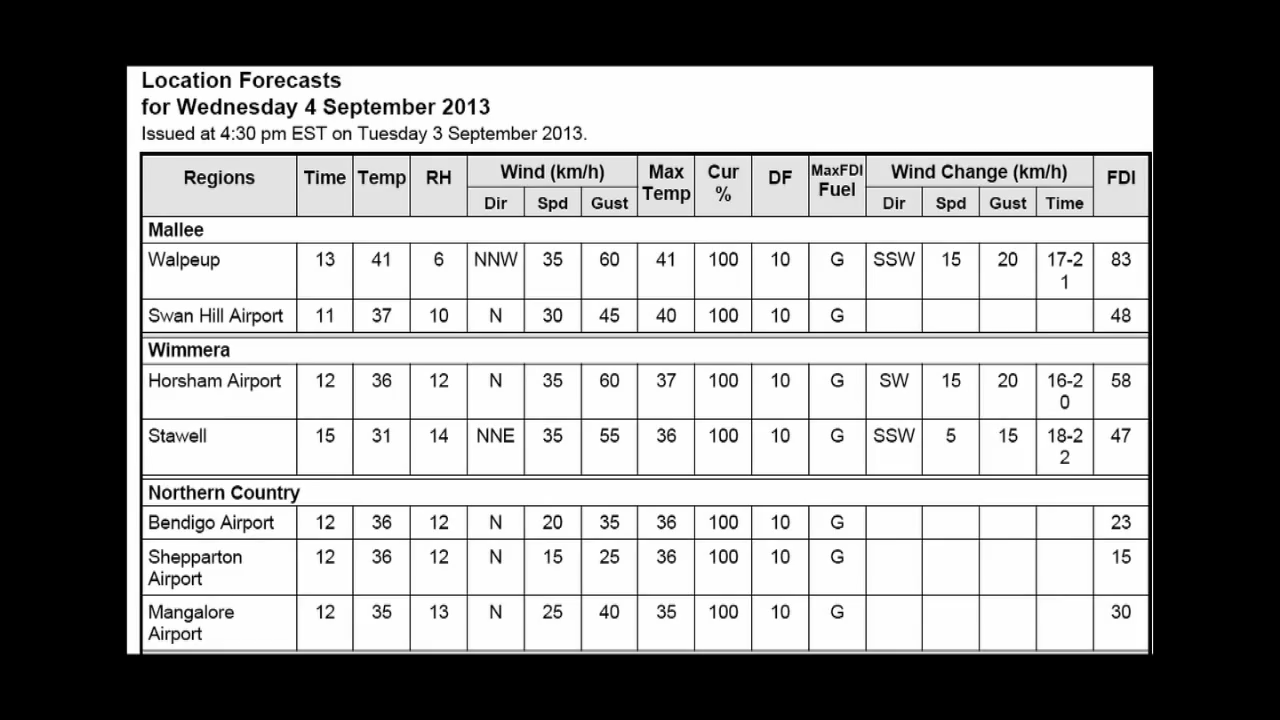 Location Forecasts
for Wednesday 4 September 2013
Issued at 4:30 pm EST on Tuesday 3 September 2013.
Regions Time Temp RH Wind (km/h) Max Temp Cur % DF MaxFDI Fuel Wind Change (km/h) FDI
Dir Spd Gust Dir Spd Gust Time
Mallee
Walpeup 13 41 6 NNW 35 60 41 100 10 G SSW 15 20 17-2 83
1
Swan Hill Airport 11 37 10 N 30 45 40 100 10 G 48
Wimmera
Horsham Airport 12 36 12 N 35 60 37 100 10 G SW 15 20 16-2 58
0
Stawell 15 31 14 NNE 35 55 36 100 10 G SSW 5 15 18-2 47
2
Northern Country
Bendigo Airport 12 36 12 N 20 35 36 100 10 G 23
Shepparton 12 36 12 N 15 25 36 100 10 G 15
Airport
Mangalore 12 35 13 N 25 40 35 100 10 G 30
Airport